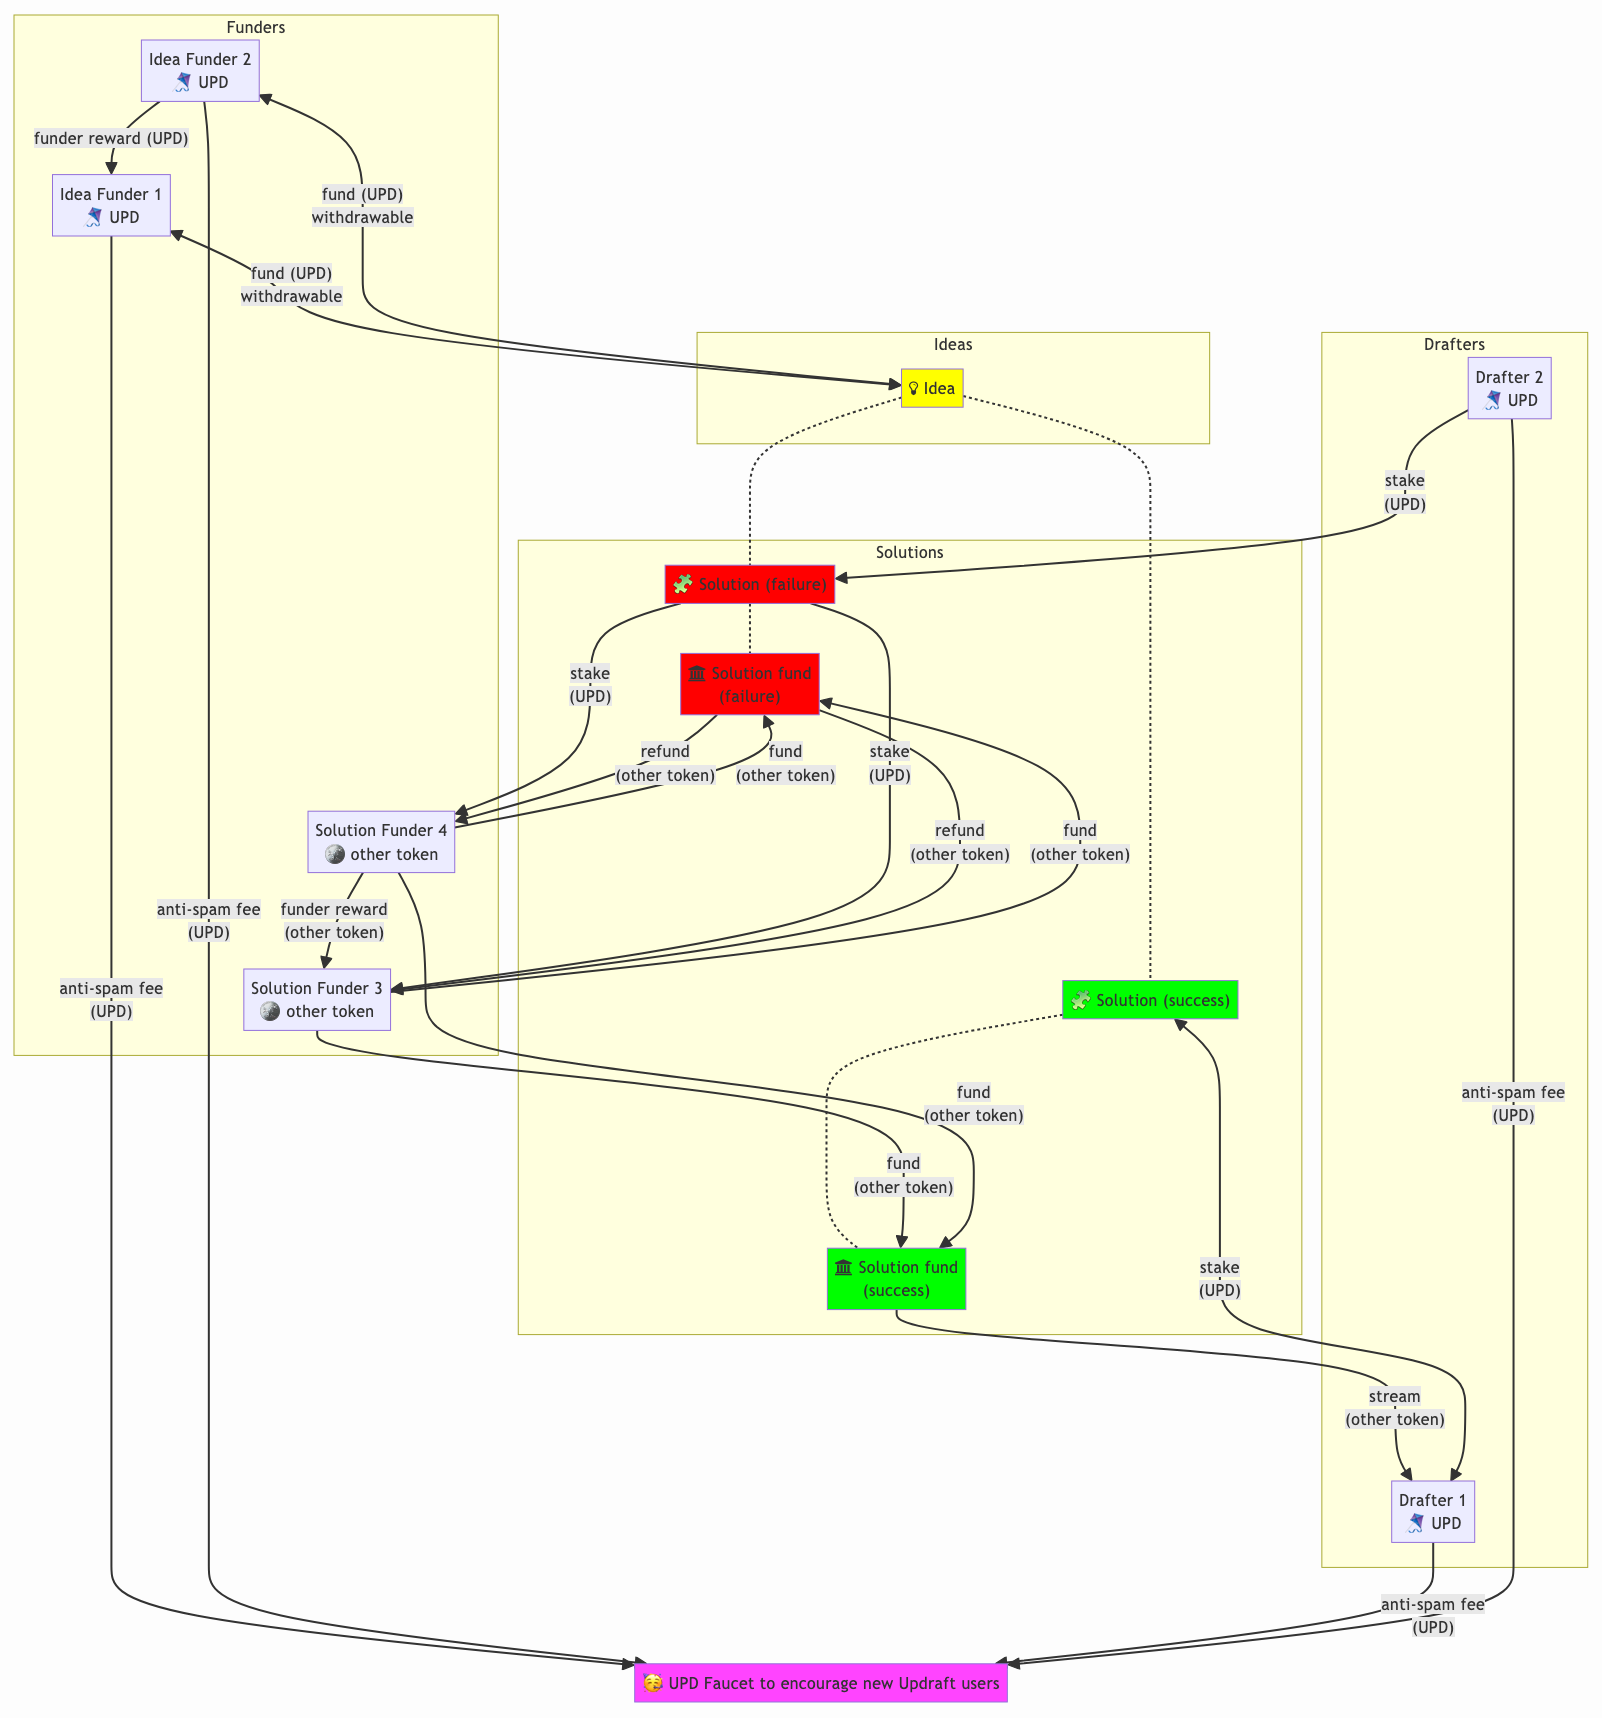 Funders
Idea Funder 2
UPD
funder reward (UPD)
Idea Funder 1
UPD
fund (UPD)
withdrawable
fund (UPD)
withdrawable
Ideas
Idea
Drafters
Drafter 2
UPD
stake
(UPD)
Solutions
Solution (failure)
stake
(UPD)
Solution fund
(failure)
refund
(other token)
fund
(other token)
stake
(UPD)
Solution Funder 4
other token
refund
(other token)
fund
(other token)
anti-spam fee
(UPD)
funder reward
(other token)
anti-spam fee
(UPD)
Solution Funder 3
other token
Solution (success)
fund
(other token)
anti-spam fee
(UPD)
fund
(other token)
Solution fund
(success)
stake
(UPD)
stream
(other token)
Drafter 1
UPD
anti-spam fee
(UPD)
UPD Faucet to encourage new Updraft users